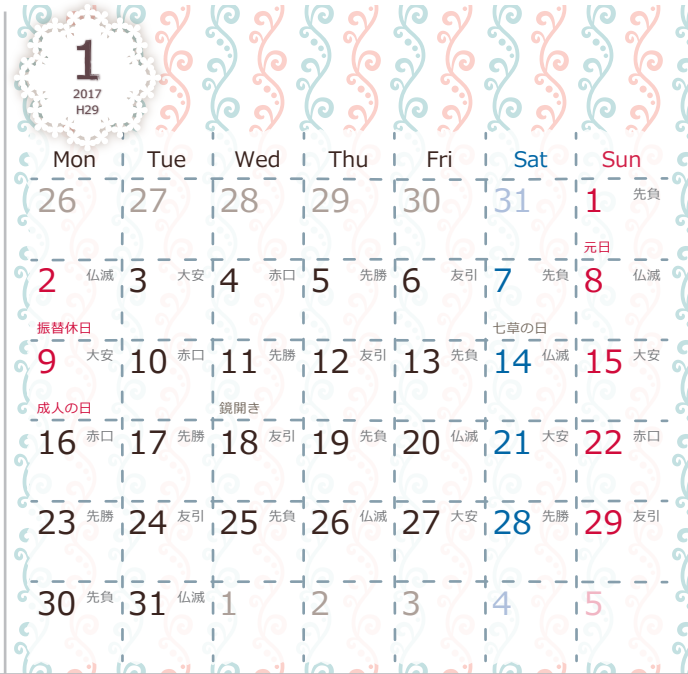 1
2017
H29
Mon Tue Wed Thu Fri Sat Sun
26 27 28 29 30 31 1 先負
元日
2 仏滅 3 大安 4 赤口 5 先勝 6 友引 7 先負 8 仏滅
振替休日 七草の日
9 大安 10 赤口 11 先勝 12 友引 13 先負 14 仏滅 15 大安
成人の日 鏡開き
16 赤口 17 先勝 18 友引 19 先負 20 仏滅 21 大安 22 赤口
23 先勝 24 友引 25 先負 26 仏滅 27 大安 28 先勝 29 友引
30 先負 31 仏滅 1 2 3 4 5